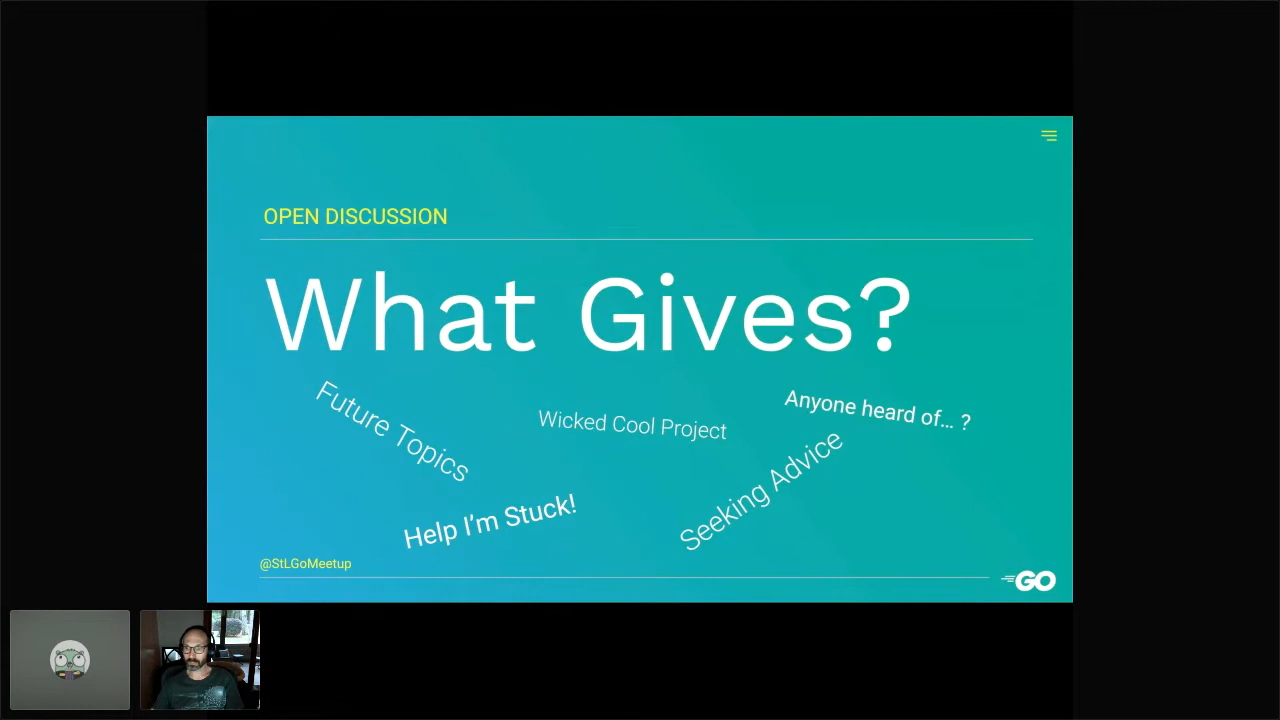 OPEN DISCUSSION
What Gives?
Future Topics
Wicked Cool Project
Anyone heard of... ?
Help I'm Stuck!
Seeking Advice
@StLGoMeetup
GO